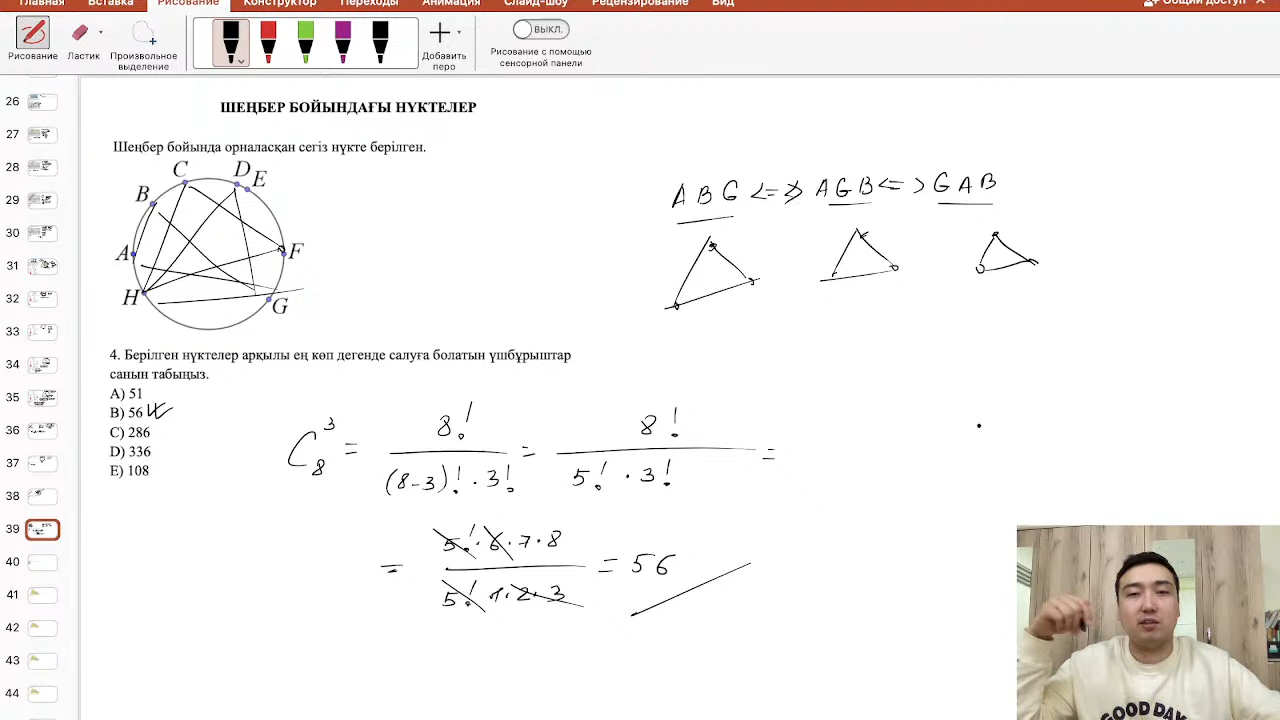 Главная Вставка Рисование Конструктор Переходы Анимация Слайд-шоу Рецензирование Вид Общий доступ
Рисование
Ластик
Произвольное выделение
Добавить перо
ВЫКЛ.
Рисование с помощью сенсорной панели
26
27
28
29
30
31
32
33
34
35
36
37
38
39
40
41
42
43
44
ШЕҢБЕР БОЙЫНДАҒЫ НҮКТЕЛЕР
Шеңбер бойында орналасқан сегіз нүкте берілген.
C D E
B
A F
H G
A B G <=> A G B <=> G A B
4. Берілген нүктелер арқылы ең көп дегенде салуға болатын үшбұрыштар
санын табыңыз.
A) 51
B) 56
C) 286
D) 336
E) 108
C₈³ = 8! / (8-3)! · 3! = 8! / 5! · 3! =
= 5! · 6 · 7 · 8 / 5! · 1 · 2 · 3 = 56
GOOD DAY